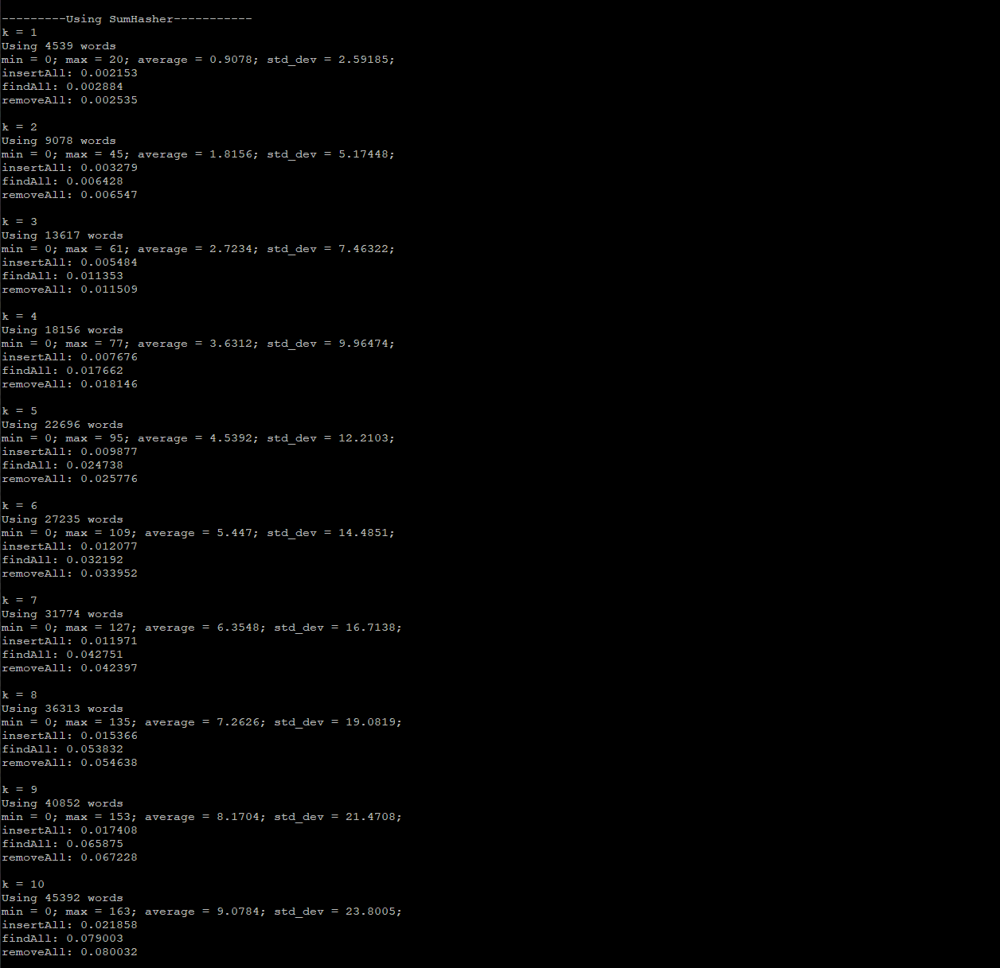 ---------Using SumHasher-----------
k = 1
Using 4539 words
min = 0; max = 20; average = 0.9078; std_dev = 2.59185;
insertAll: 0.002153
findAll: 0.002884
removeAll: 0.002535
k = 2
Using 9078 words
min = 0; max = 45; average = 1.8156; std_dev = 5.17448;
insertAll: 0.003279
findAll: 0.006428
removeAll: 0.006547
k = 3
Using 13617 words
min = 0; max = 61; average = 2.7234; std_dev = 7.46322;
insertAll: 0.005484
findAll: 0.011353
removeAll: 0.011509
k = 4
Using 18156 words
min = 0; max = 77; average = 3.6312; std_dev = 9.96474;
insertAll: 0.007676
findAll: 0.017662
removeAll: 0.018146
k = 5
Using 22696 words
min = 0; max = 95; average = 4.5392; std_dev = 12.2103;
insertAll: 0.009877
findAll: 0.024738
removeAll: 0.025776
k = 6
Using 27235 words
min = 0; max = 109; average = 5.447; std_dev = 14.4851;
insertAll: 0.012077
findAll: 0.032192
removeAll: 0.033952
k = 7
Using 31774 words
min = 0; max = 127; average = 6.3548; std_dev = 16.7138;
insertAll: 0.011971
findAll: 0.042751
removeAll: 0.042397
k = 8
Using 36313 words
min = 0; max = 135; average = 7.2626; std_dev = 19.0819;
insertAll: 0.015366
findAll: 0.053832
removeAll: 0.054638
k = 9
Using 40852 words
min = 0; max = 153; average = 8.1704; std_dev = 21.4708;
insertAll: 0.017408
findAll: 0.065875
removeAll: 0.067228
k = 10
Using 45392 words
min = 0; max = 163; average = 9.0784; std_dev = 23.8005;
insertAll: 0.021858
findAll: 0.079003
removeAll: 0.080032